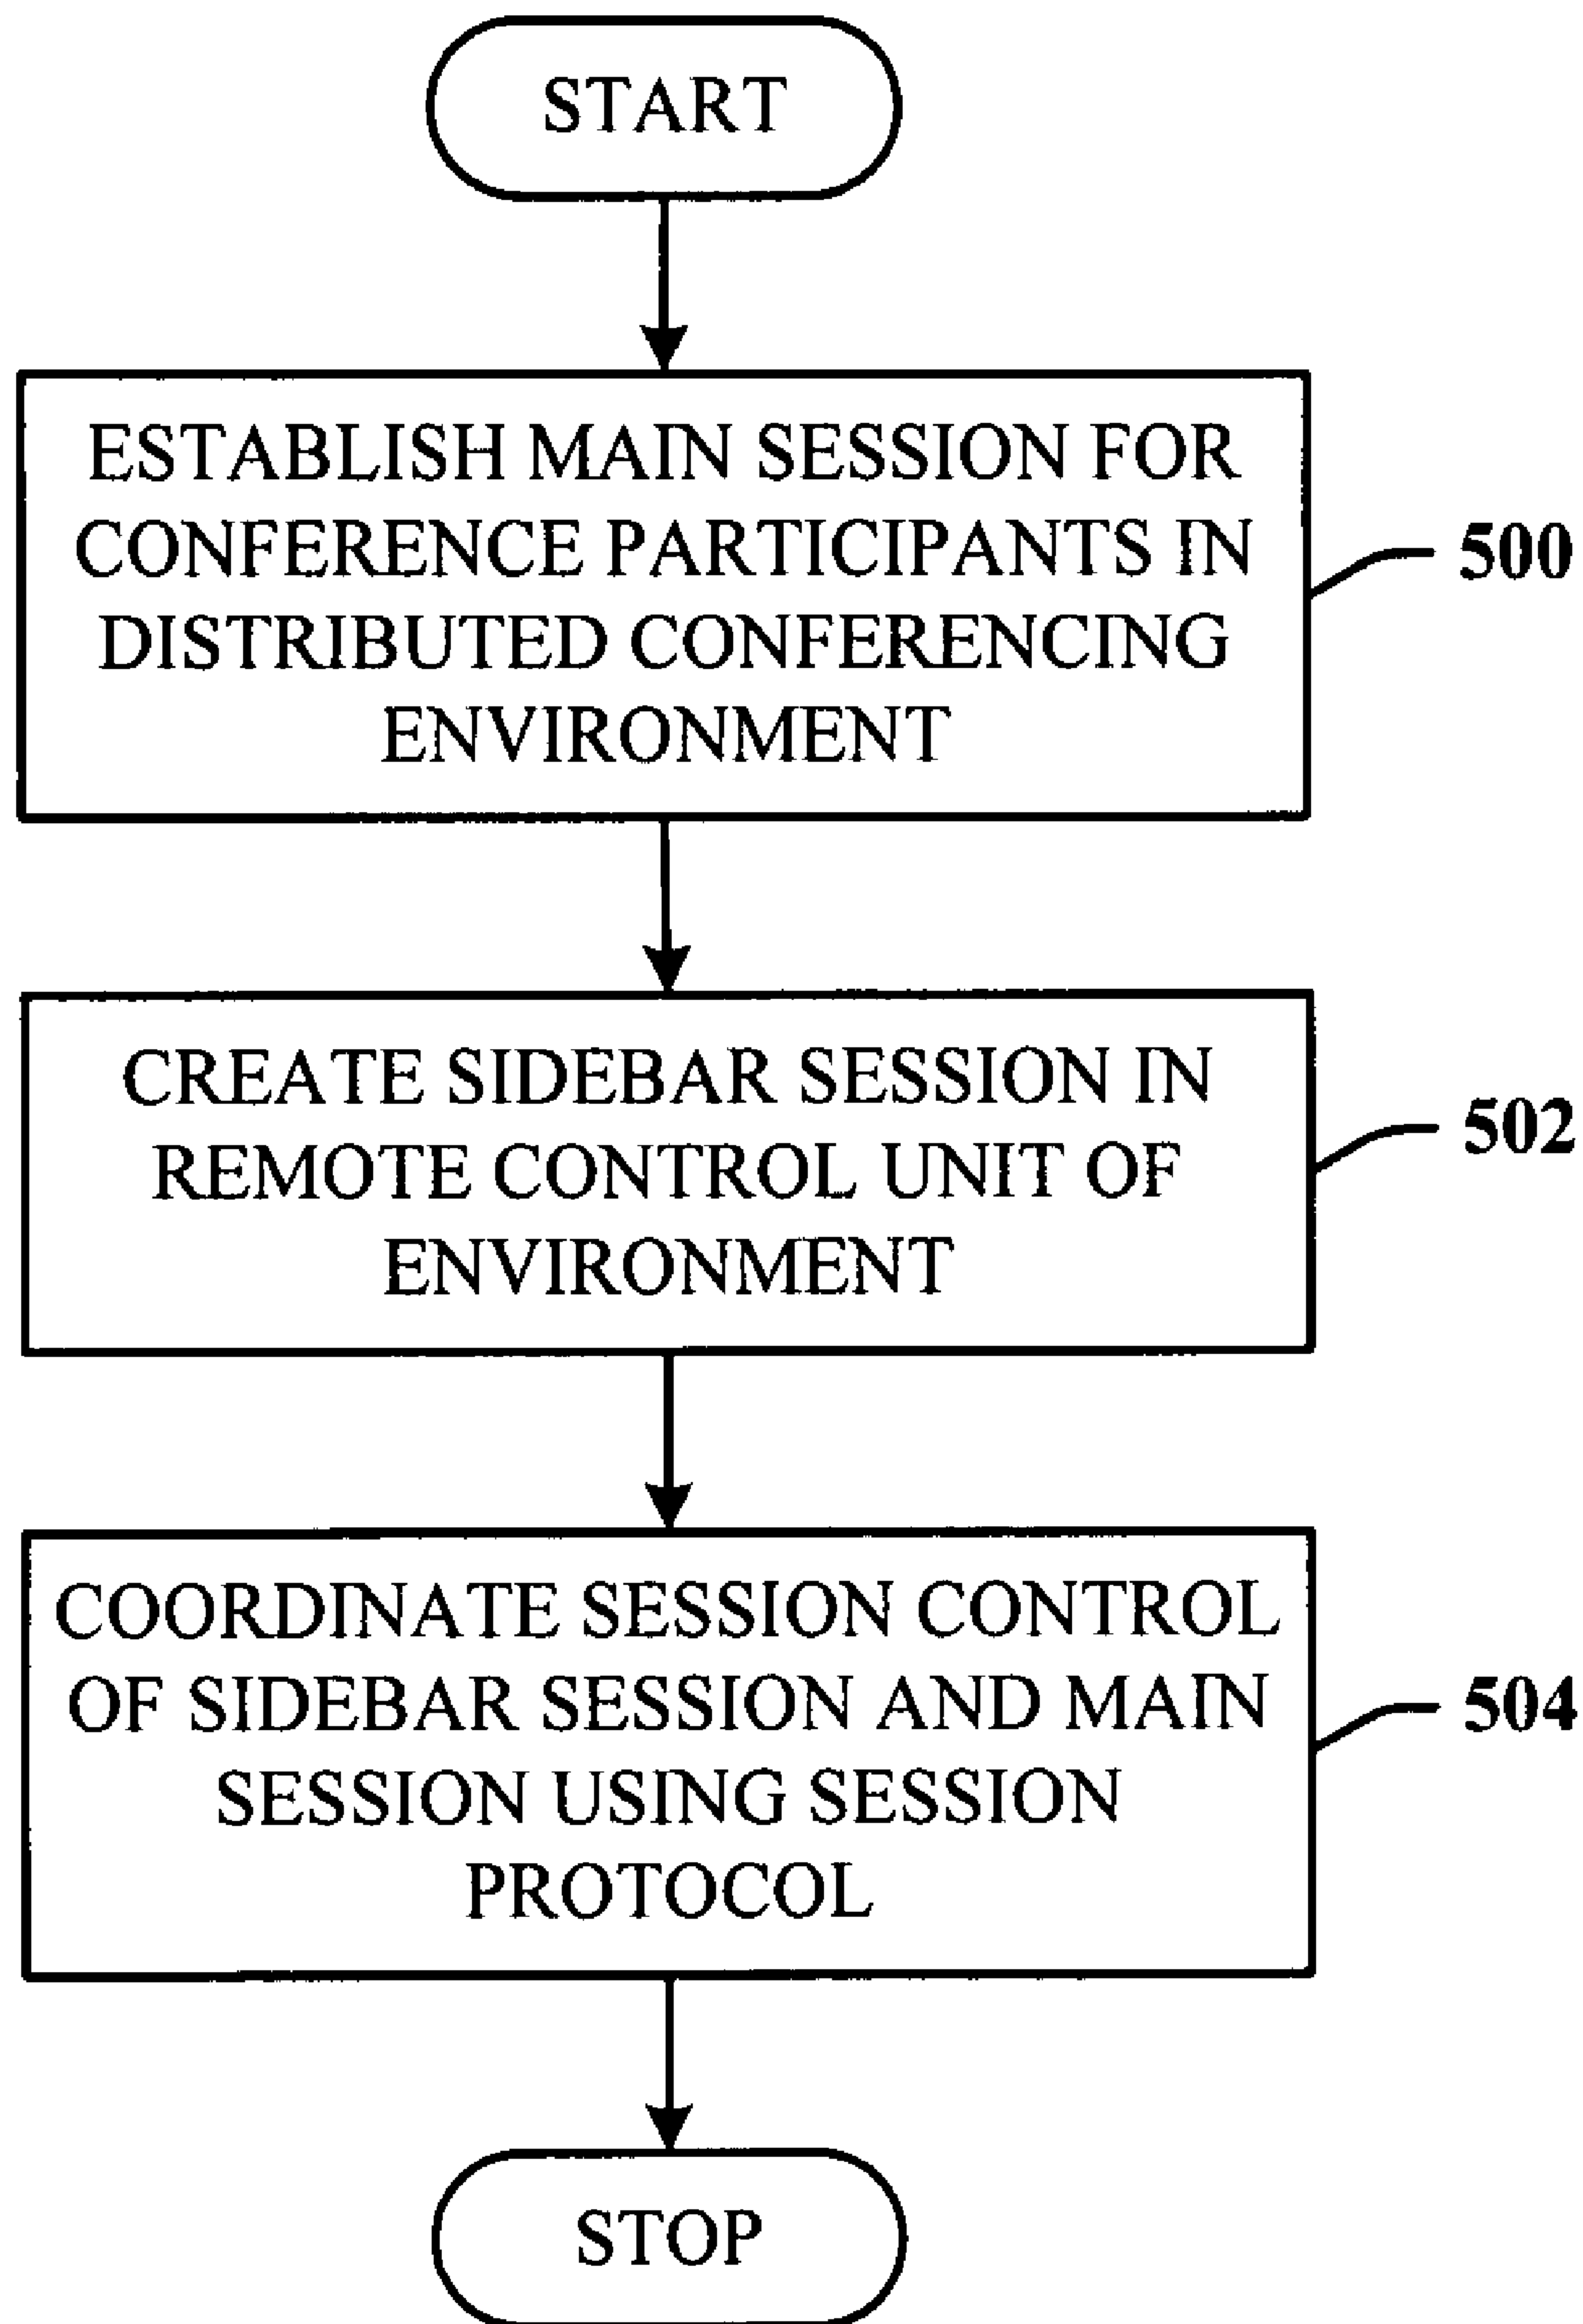 START
ESTABLISH MAIN SESSION FOR
CONFERENCE PARTICIPANTS IN
DISTRIBUTED CONFERENCING
ENVIRONMENT
500
CREATE SIDEBAR SESSION IN
REMOTE CONTROL UNIT OF
ENVIRONMENT
502
COORDINATE SESSION CONTROL
OF SIDEBAR SESSION AND MAIN
SESSION USING SESSION
PROTOCOL
504
STOP